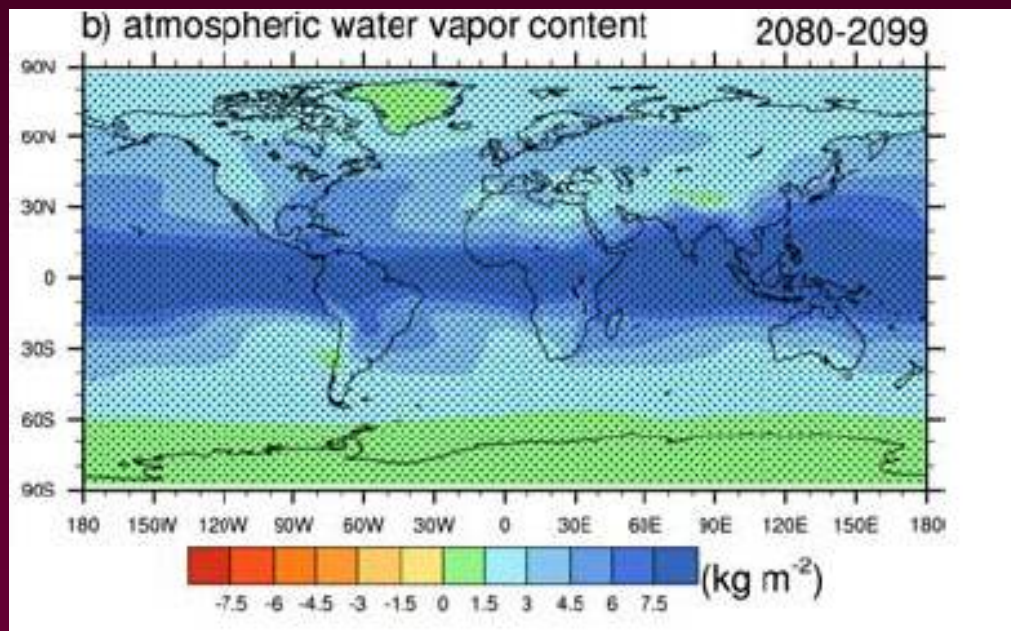 b) atmospheric water vapor content 2080-2099
90N
60N
30N
0
30S
60S
90S
180 150W 120W 90W 60W 30W 0 30E 60E 90E 120E 150E 180
-7.5 -6 -4.5 -3 -1.5 0 1.5 3 4.5 6 7.5 (kg m⁻²)